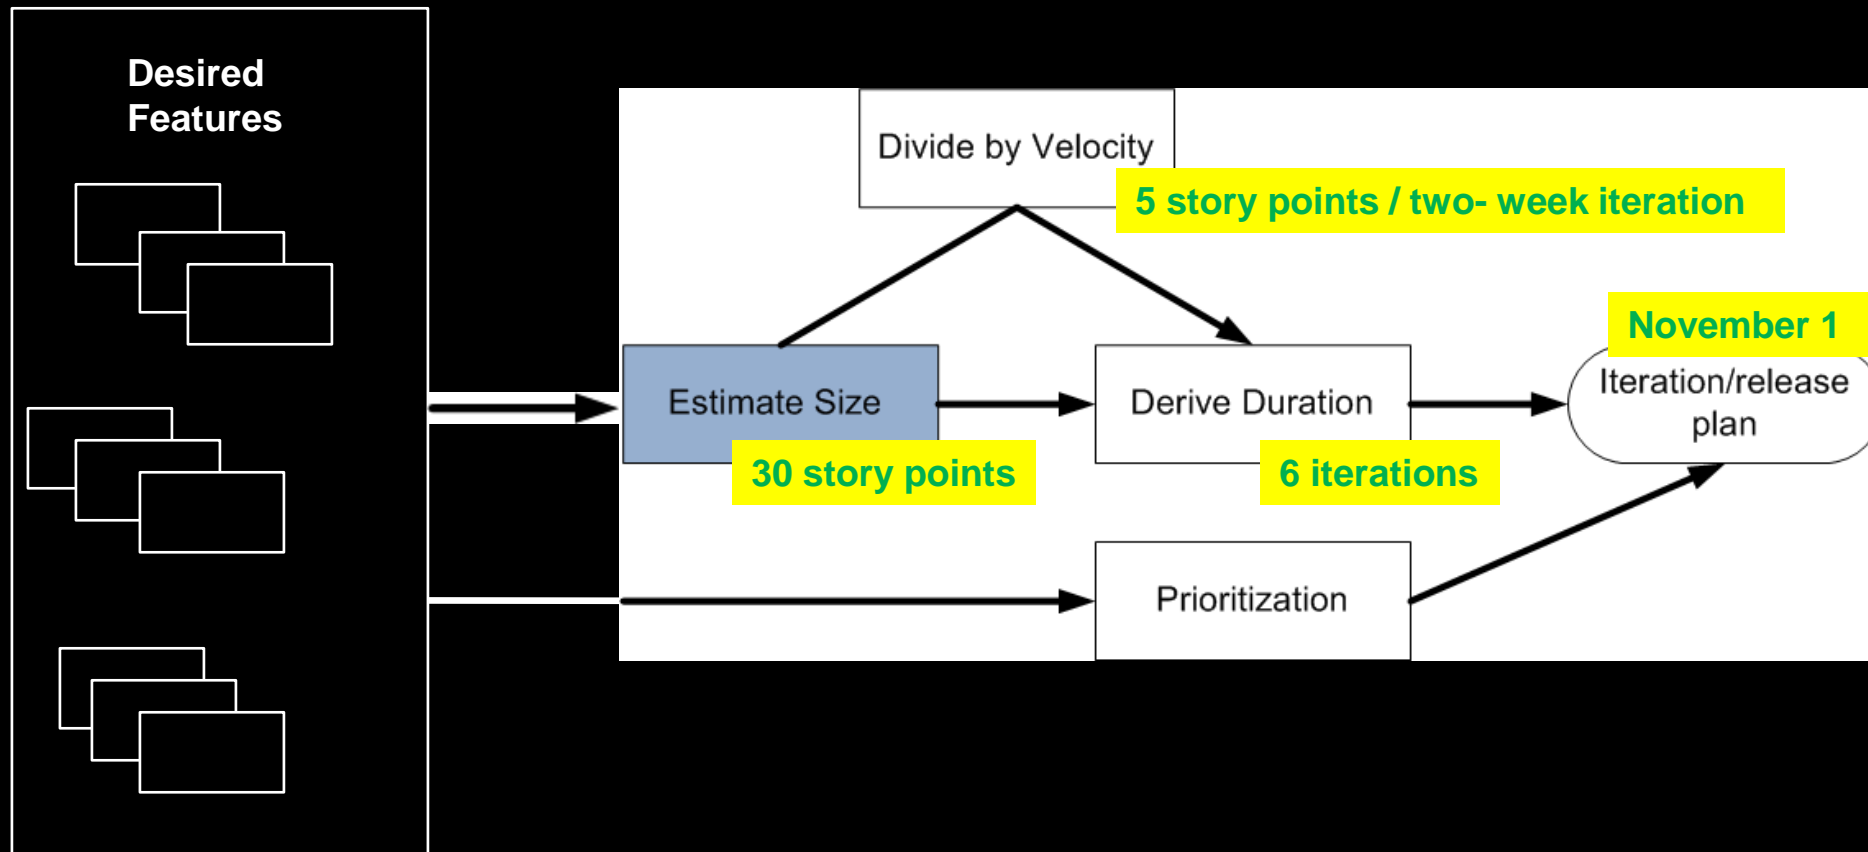 Desired
Features
Divide by Velocity
5 story points / two- week iteration
November 1
Estimate Size
Derive Duration
Iteration/release
plan
30 story points
6 iterations
Prioritization